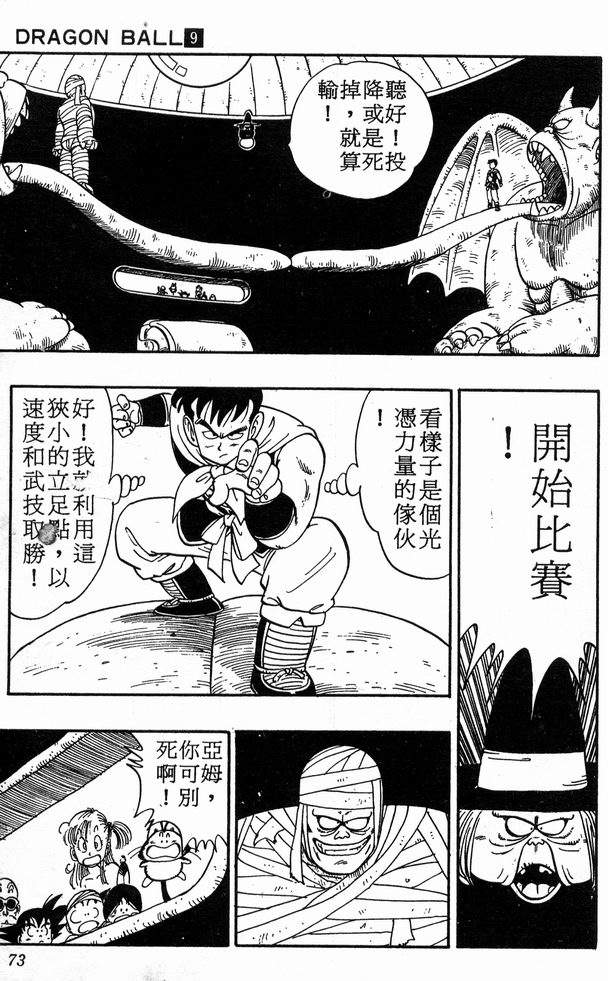 DRAGON BALL 9
聽好！投
降或是死
掉，就算
輸！
開始比賽
！
看樣子是個光
憑力量的傢伙
！
好！我就利用這
狹小的立足點，以
速度和武技取勝！
亞姆，
你可別
死啊！
73